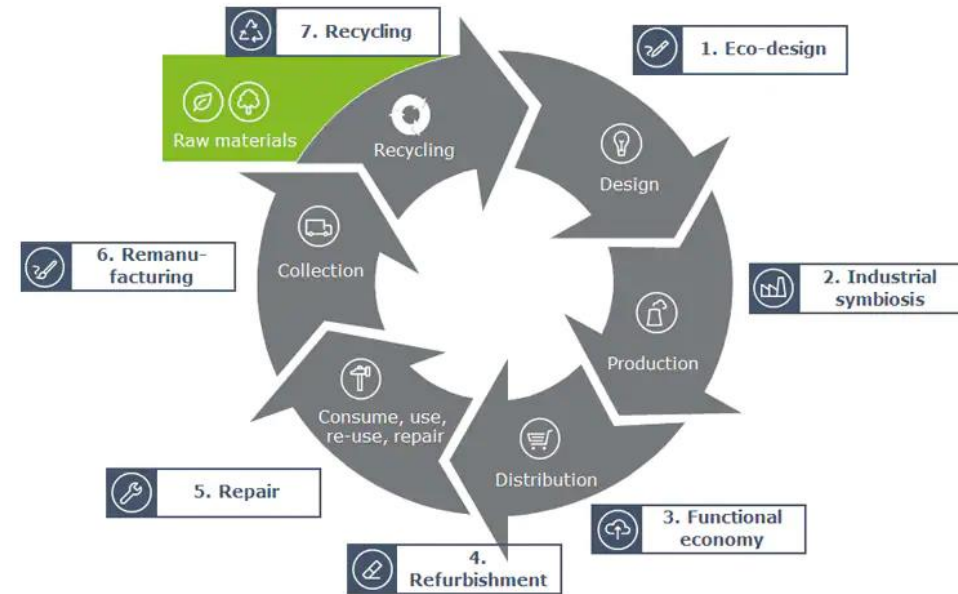 7. Recycling
1. Eco-design
Raw materials
Recycling
Design
6. Remanu-
facturing
Collection
2. Industrial
symbiosis
Production
Consume, use,
re-use, repair
Distribution
5. Repair
3. Functional
economy
4.
Refurbishment